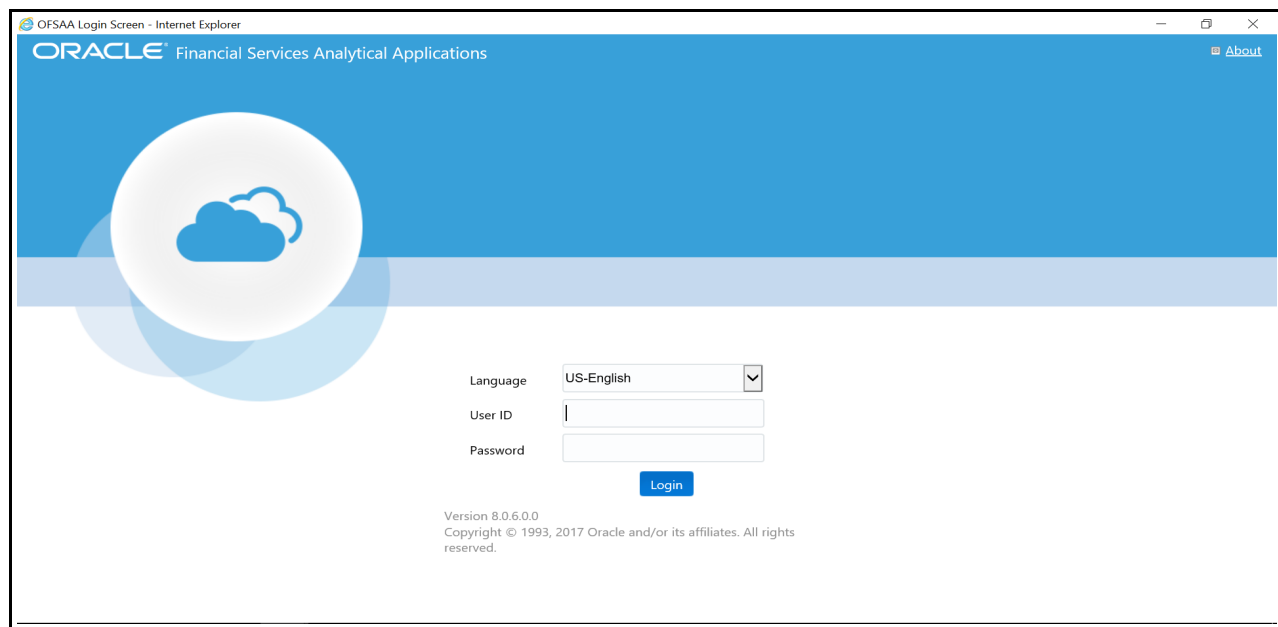 OFSAA Login Screen - Internet Explorer
ORACLE® Financial Services Analytical Applications
About
Language US-English
User ID
Password
Login
Version 8.0.6.0.0
Copyright © 1993, 2017 Oracle and/or its affiliates. All rights
reserved.